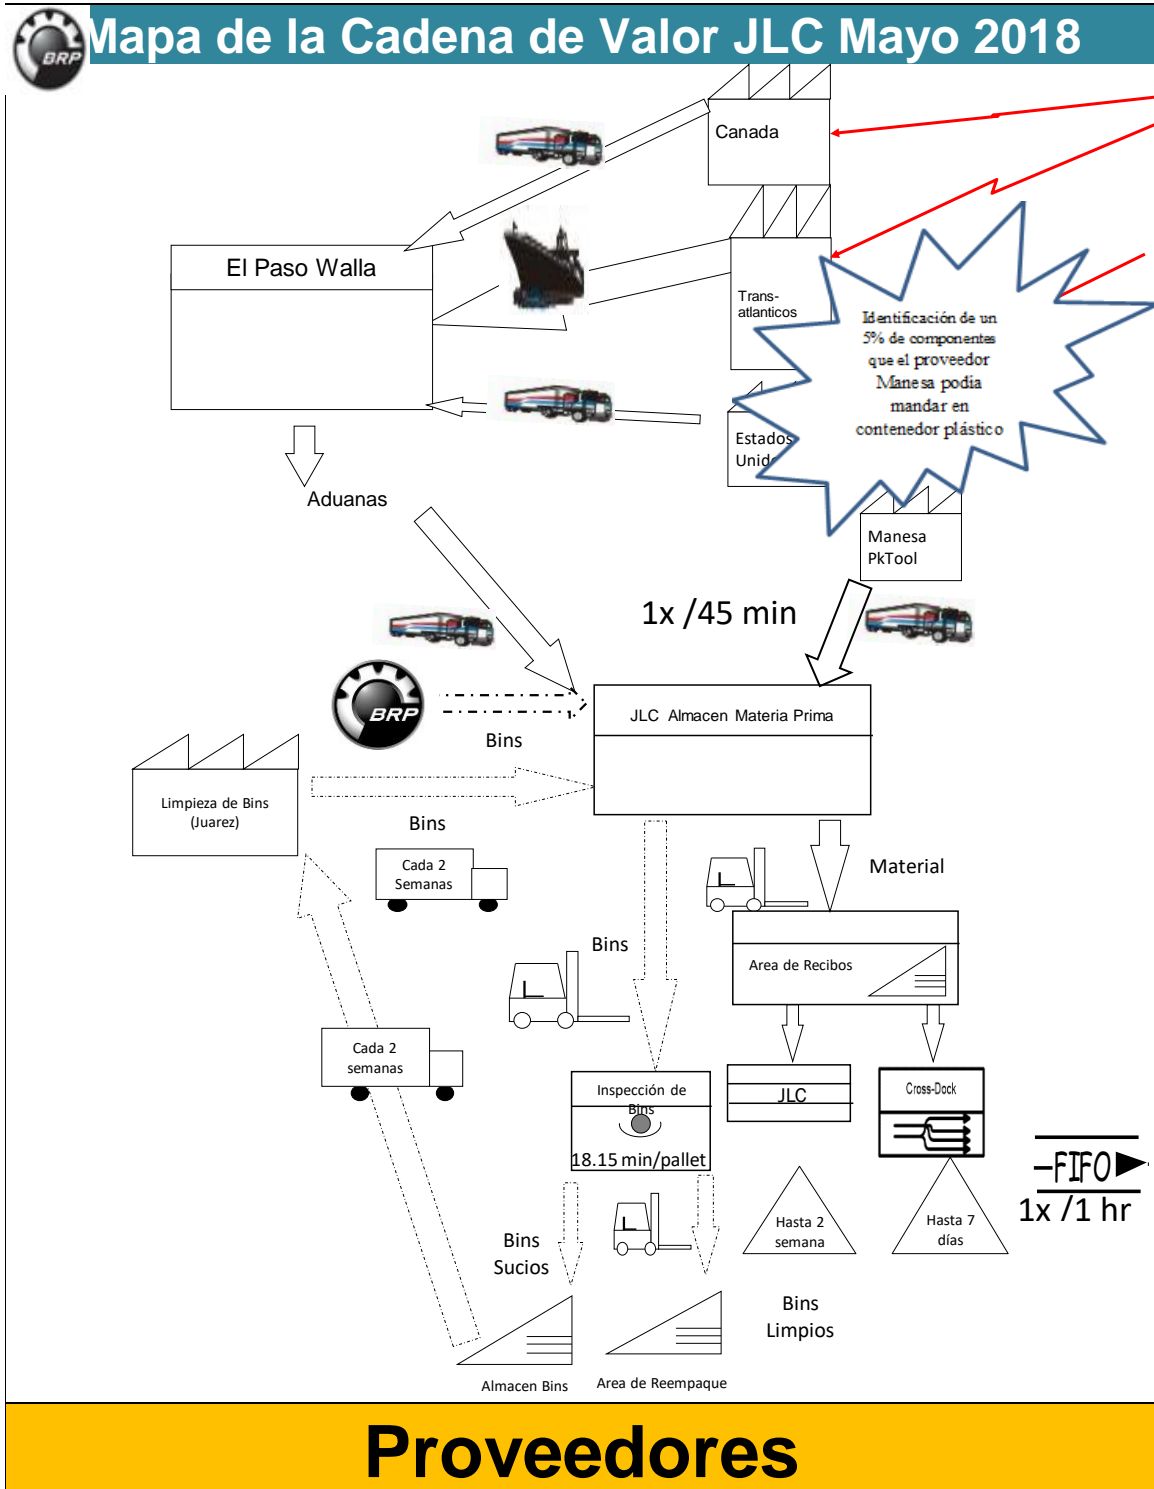 Mapa de la Cadena de Valor JLC Mayo 2018
BRP
Canada
El Paso Walla
Trans-
atlanticos
Identificación de un
5% de componentes
que el proveedor
Manesa podía
mandar en
contenedor plástico
Estados
Unido
Aduanas
Manesa
PkTool
1x /45 min
BRP
JLC Almacen Materia Prima
Bins
Limpieza de Bins
(Juarez)
Bins
Cada 2
Semanas
Material
Bins
Area de Recibos
Cada 2
semanas
Inspección de
Bins
18.15 min/pallet
JLC
Cross-Dock
FIFO
1x /1 hr
Hasta 2
semana
Hasta 7
días
Bins
Sucios
Bins
Limpios
Almacen Bins
Area de Reempaque
Proveedores